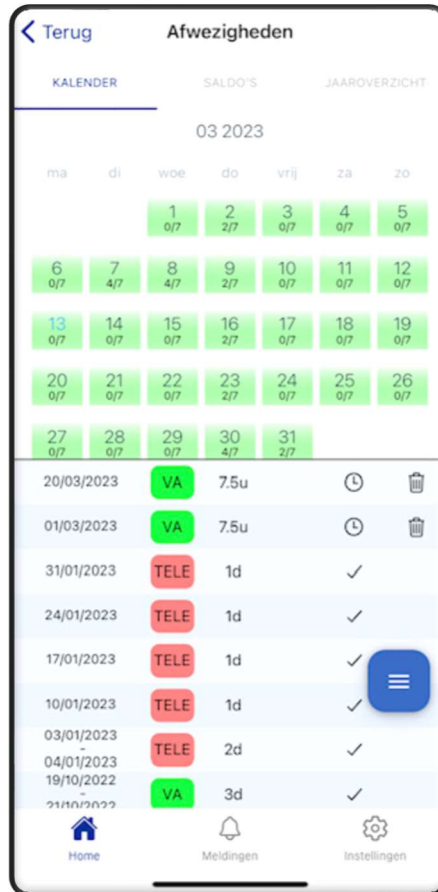 Terug Afwezigheden
KALENDER SALDO'S JAAROVERZICHT
03 2023
ma di woe do vrij za zo
1 2 3 4 5
0/7 2/7 0/7 0/7 0/7
6 7 8 9 10 11 12
0/7 4/7 4/7 2/7 0/7 0/7 0/7
13 14 15 16 17 18 19
0/7 0/7 0/7 2/7 0/7 0/7 0/7
20 21 22 23 24 25 26
0/7 0/7 0/7 2/7 0/7 0/7 0/7
27 28 29 30 31
0/7 0/7 0/7 4/7 2/7
20/03/2023 VA 7.5u
01/03/2023 VA 7.5u
31/01/2023 TELE 1d
24/01/2023 TELE 1d
17/01/2023 TELE 1d
10/01/2023 TELE 1d
03/01/2023
-
04/01/2023 TELE 2d
19/10/2022
-
21/10/2022 VA 3d
Home Meldingen Instellingen